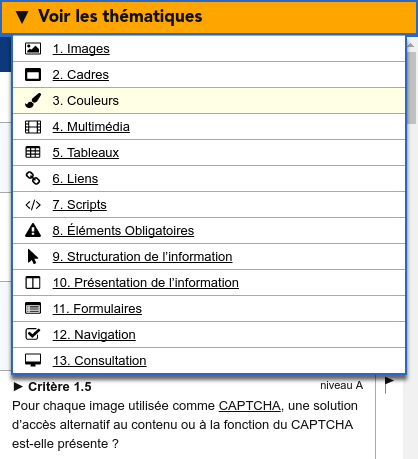 ▼ Voir les thématiques
1. Images
2. Cadres
3. Couleurs
4. Multimédia
5. Tableaux
6. Liens
7. Scripts
8. Éléments Obligatoires
9. Structuration de l’information
10. Présentation de l’information
11. Formulaires
12. Navigation
13. Consultation
► Critère 1.5 niveau A
Pour chaque image utilisée comme CAPTCHA, une solution
d’accès alternatif au contenu ou à la fonction du CAPTCHA
est-elle présente ?